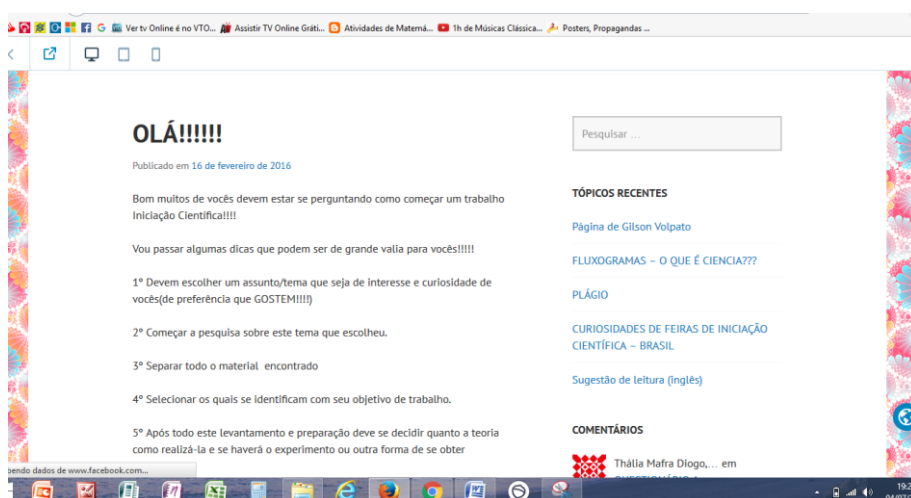 Ver tv Online é no VTO...
Assistir TV Online Gráti...
Atividades de Matemá...
1h de Músicas Clássica...
Posters, Propagandas ...
OLÁ!!!!!!
Publicado em 16 de fevereiro de 2016
Bom muitos de vocês devem estar se perguntando como começar um trabalho
Iniciação Científica!!!!
Vou passar algumas dicas que podem ser de grande valia para vocês!!!!!
1º Devem escolher um assunto/tema que seja de interesse e curiosidade de
vocês(de preferência que GOSTEM!!!!)
2º Começar a pesquisa sobre este tema que escolheu.
3º Separar todo o material encontrado
4º Selecionar os quais se identificam com seu objetivo de trabalho.
5º Após todo este levantamento e preparação deve se decidir quanto a teoria
como realizá-la e se haverá o experimento ou outra forma de se obter
Pesquisar ...
TÓPICOS RECENTES
Página de Gilson Volpato
FLUXOGRAMAS – O QUE É CIENCIA???
PLÁGIO
CURIOSIDADES DE FEIRAS DE INICIAÇÃO
CIENTÍFICA – BRASIL
Sugestão de leitura (inglês)
COMENTÁRIOS
Thália Mafra Diogo,... em
dados de www.facebook.com...